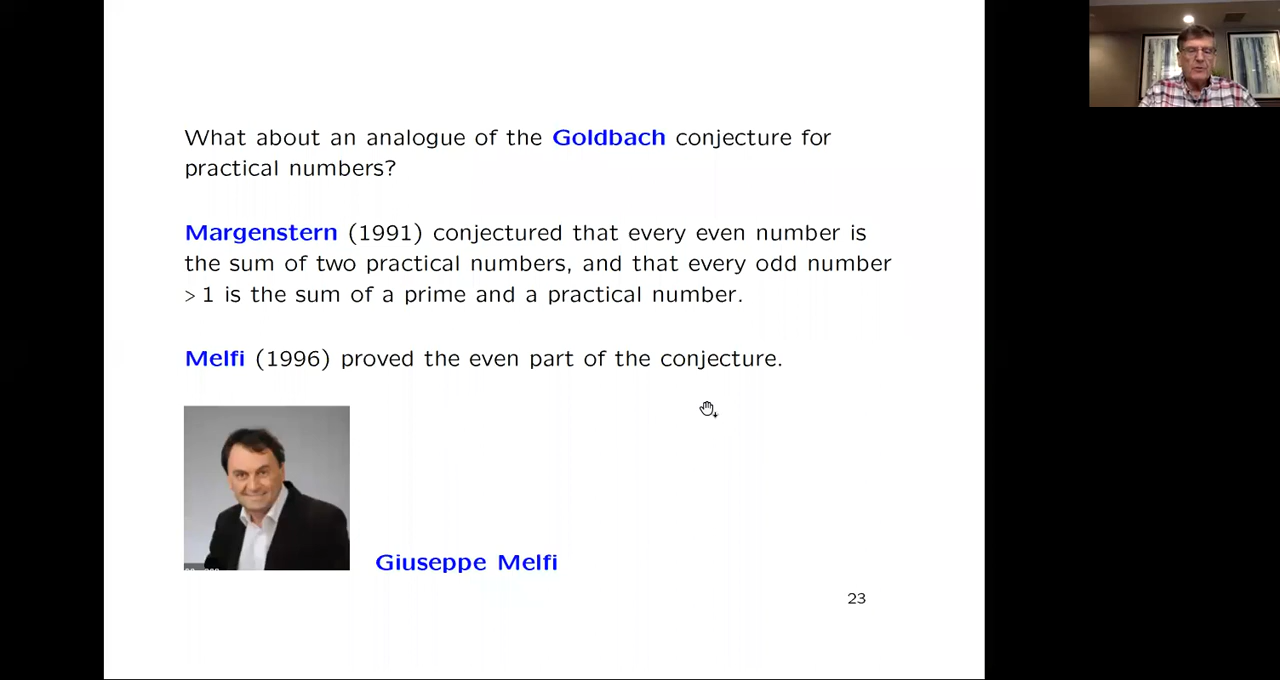 What about an analogue of the Goldbach conjecture for
practical numbers?
Margenstern (1991) conjectured that every even number is
the sum of two practical numbers, and that every odd number
> 1 is the sum of a prime and a practical number.
Melfi (1996) proved the even part of the conjecture.
Giuseppe Melfi
23